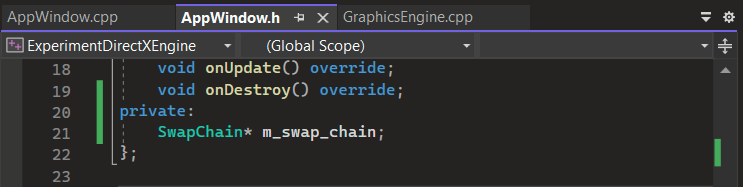 AppWindow.cpp AppWindow.h GraphicsEngine.cpp
ExperimentDirectXEngine (Global Scope)
18 void onUpdate() override;
19 void onDestroy() override;
20 private:
21 SwapChain* m_swap_chain;
22 };
23